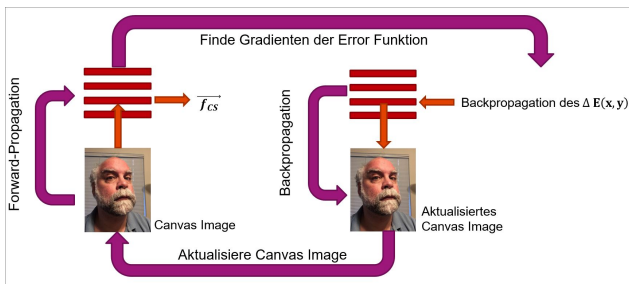 Finde Gradienten der Error Funktion
Forward-Propagation
f_CS
Canvas Image
Backpropagation
Backpropagation des Δ E(x, y)
Aktualisiertes
Canvas Image
Aktualisiere Canvas Image